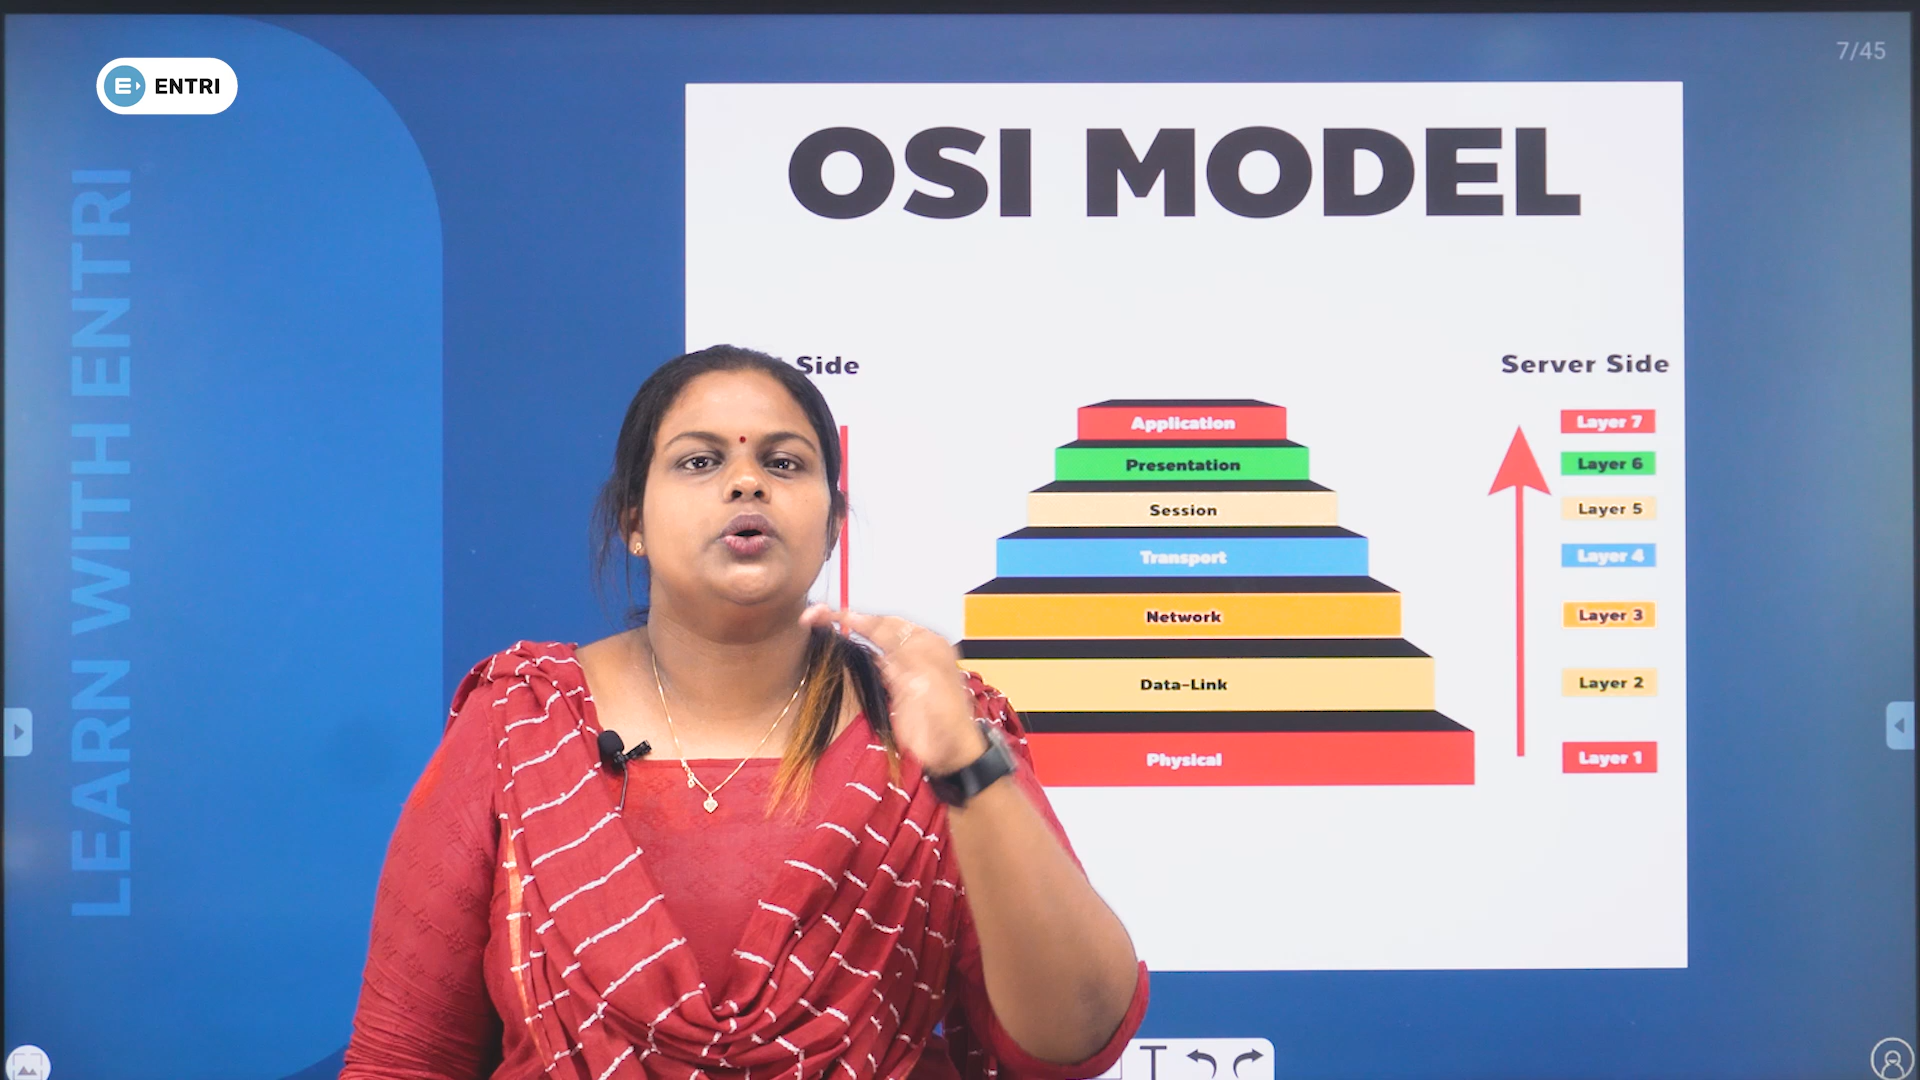 7/45
ENTRI
LEARN WITH ENTRI
OSI MODEL
Side
Server Side
Application
Layer 7
Presentation
Layer 6
Session
Layer 5
Transport
Layer 4
Network
Layer 3
Data-Link
Layer 2
Physical
Layer 1
T